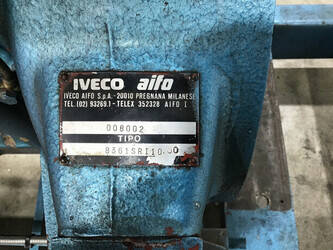 IVECO aifo
IVECO AIFO S.p.A. - 20010 PREGNANA MILANESE
TEL. (02) 93269.1 - TELEX 352328 AIFO I
008002
TIPO
8361SRI10.00